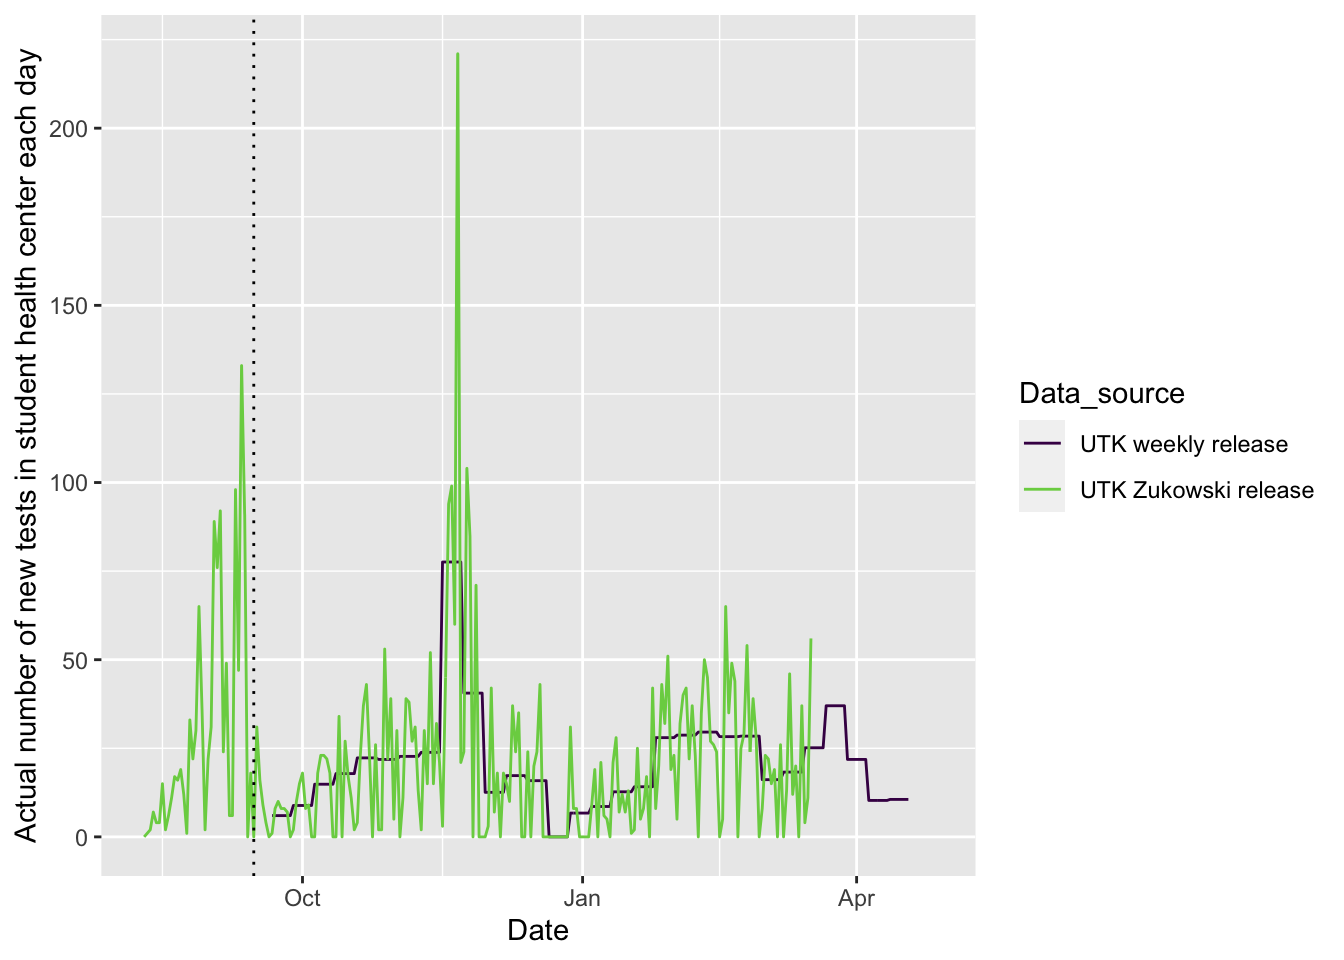 Actual number of new tests in student health center each day
200
150
100
50
0
Oct
Jan
Apr
Date
Data_source
UTK weekly release
UTK Zukowski release